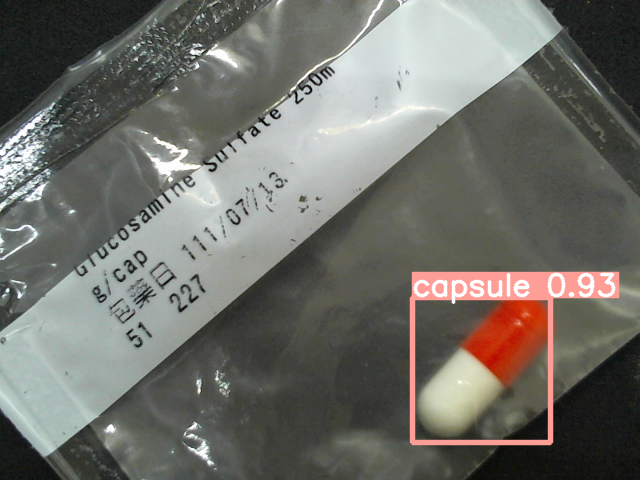 Glucosamine Sulfate 250m
g/cap
包藥日 111/07/13
51 227
capsule 0.93